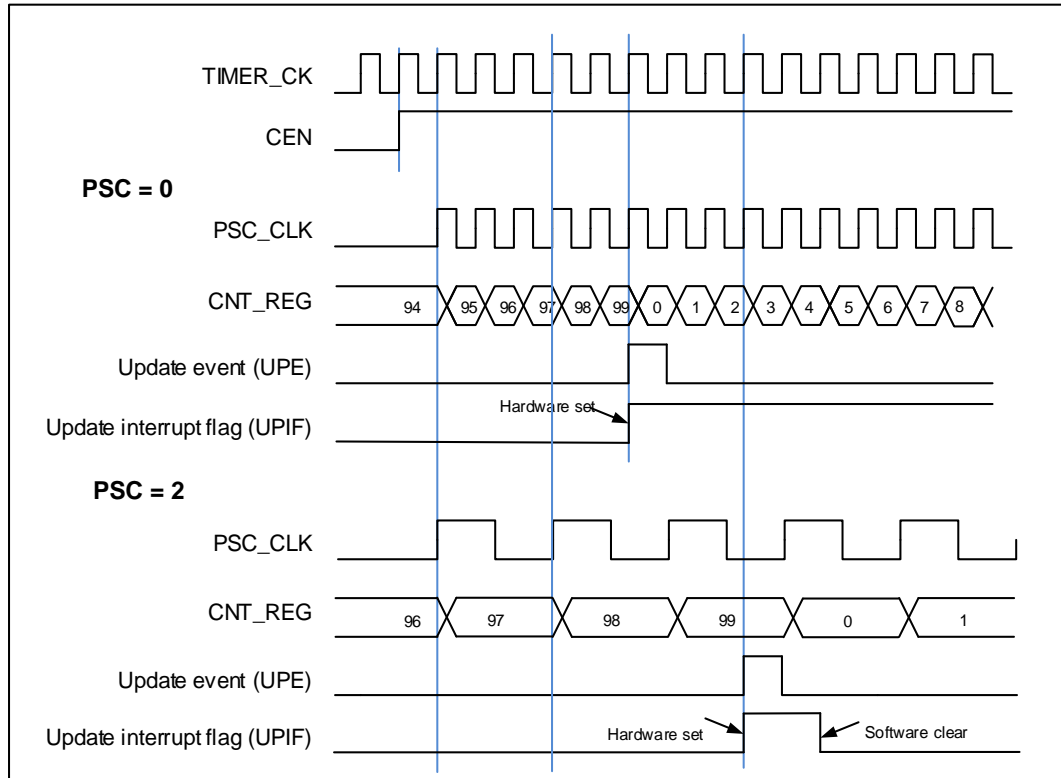 TIMER_CK
CEN
PSC = 0
PSC_CLK
CNT_REG 94 95 96 97 98 99 0 1 2 3 4 5 6 7 8
Update event (UPE)
Hardware set
Update interrupt flag (UPIF)
PSC = 2
PSC_CLK
CNT_REG 96 97 98 99 0 1
Update event (UPE)
Update interrupt flag (UPIF) Hardware set Software clear